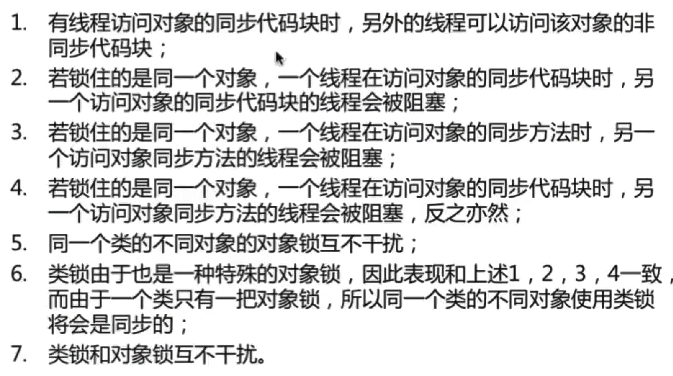 1. 有线程访问对象的同步代码块时，另外的线程可以访问该对象的非
同步代码块；
2. 若锁住的是同一个对象，一个线程在访问对象的同步代码块时，另
一个访问对象的同步代码块的线程会被阻塞；
3. 若锁住的是同一个对象，一个线程在访问对象的同步方法时，另一
个访问对象同步方法的线程会被阻塞；
4. 若锁住的是同一个对象，一个线程在访问对象的同步代码块时，另
一个访问对象同步方法的线程会被阻塞，反之亦然；
5. 同一个类的不同对象的对象锁互不干扰；
6. 类锁由于也是一种特殊的对象锁，因此表现和上述1，2，3，4一致，
而由于一个类只有一把对象锁，所以同一个类的不同对象使用类锁
将会是同步的；
7. 类锁和对象锁互不干扰。